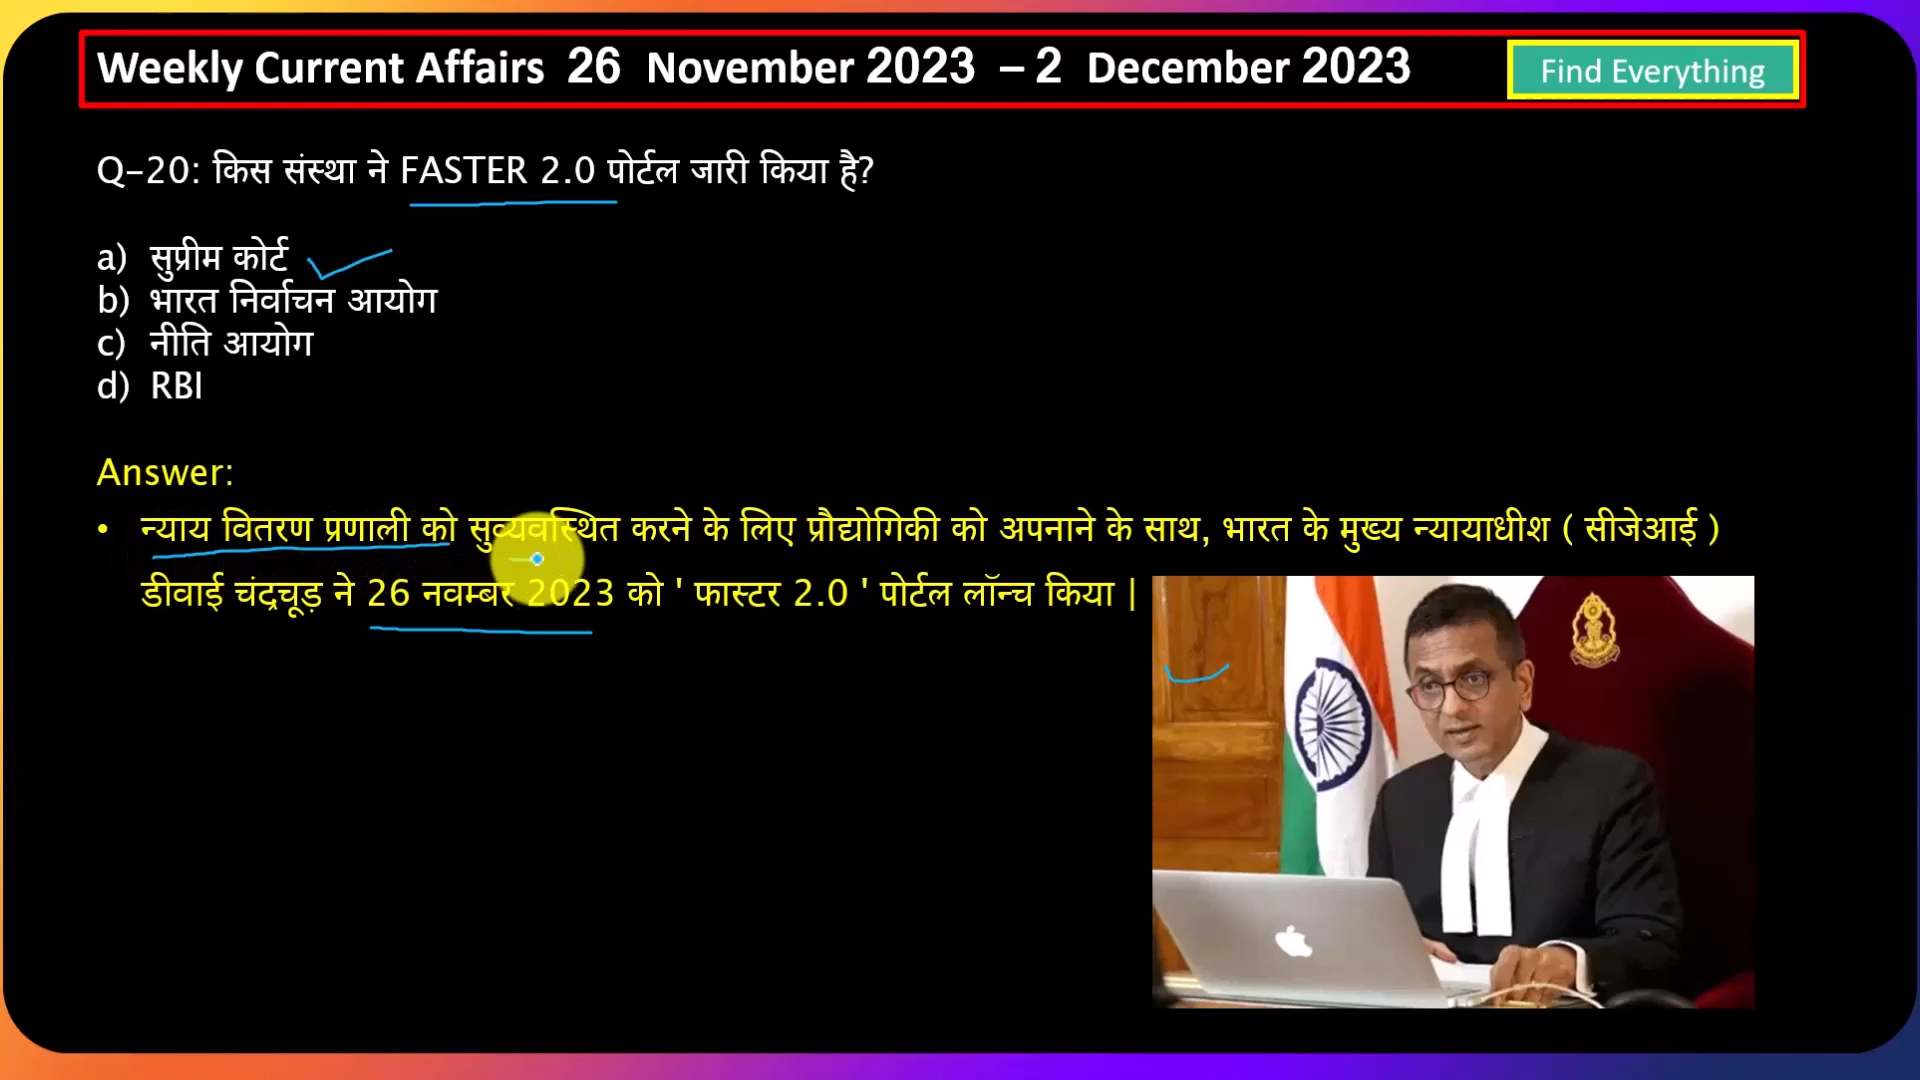 Weekly Current Affairs 26 November 2023 – 2 December 2023
Find Everything
Q-20: किस संस्था ने FASTER 2.0 पोर्टल जारी किया है?
a) सुप्रीम कोर्ट
b) भारत निर्वाचन आयोग
c) नीति आयोग
d) RBI
Answer:
• न्याय वितरण प्रणाली को सुव्यवस्थित करने के लिए प्रौद्योगिकी को अपनाने के साथ, भारत के मुख्य न्यायाधीश ( सीजेआई )
डीवाई चंद्रचूड़ ने 26 नवम्बर 2023 को ' फास्टर 2.0 ' पोर्टल लॉन्च किया |